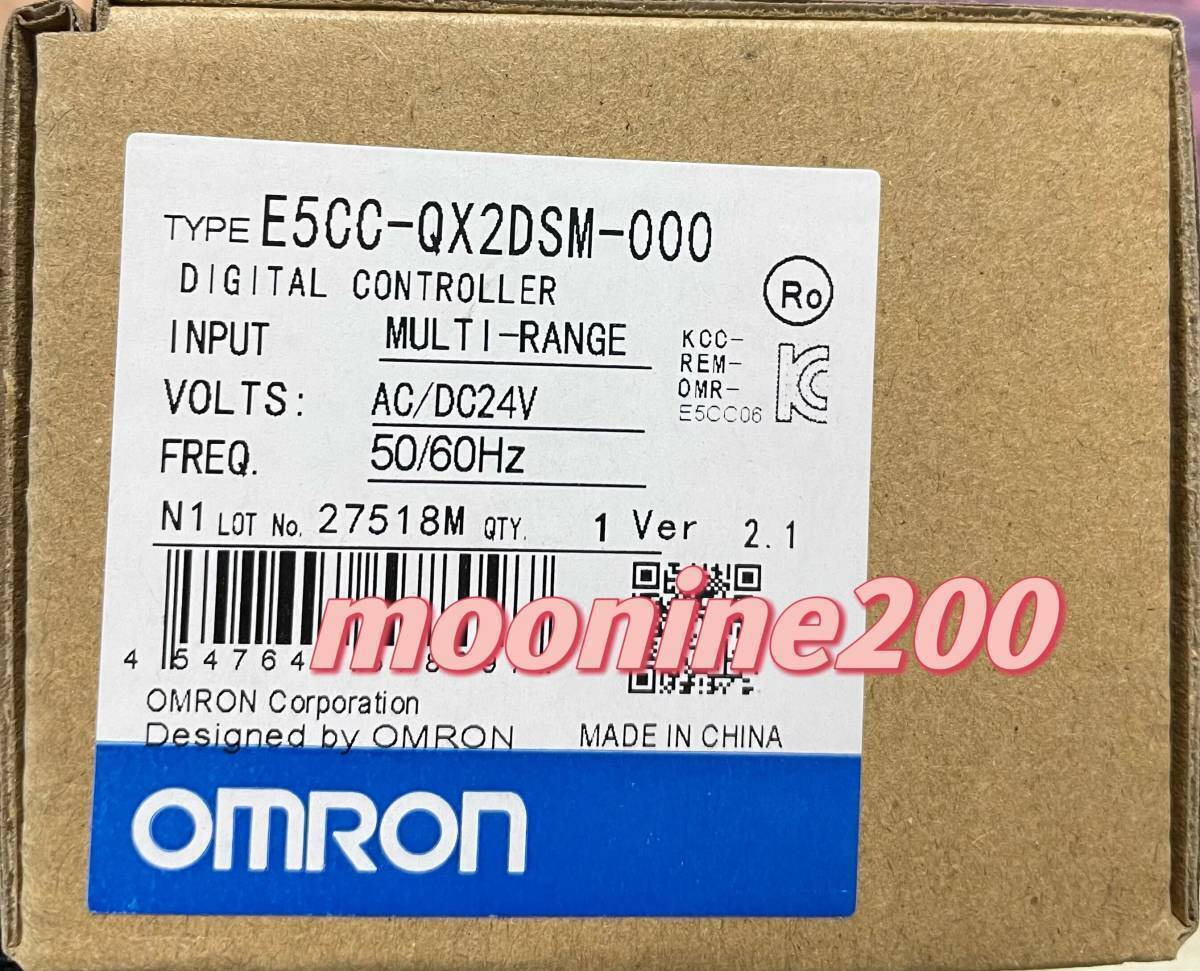 TYPE E5CC-QX2DSM-000
DIGITAL CONTROLLER
Ro
INPUT MULTI-RANGE
KCC-
REM-
OMR-
E5CC06
VOLTS: AC/DC24V
FREQ. 50/60Hz
N1 LOT No. 27518M QTY. 1 Ver 2.1
moonine200
4 54764
OMRON Corporation
Designed by OMRON MADE IN CHINA
OMRON